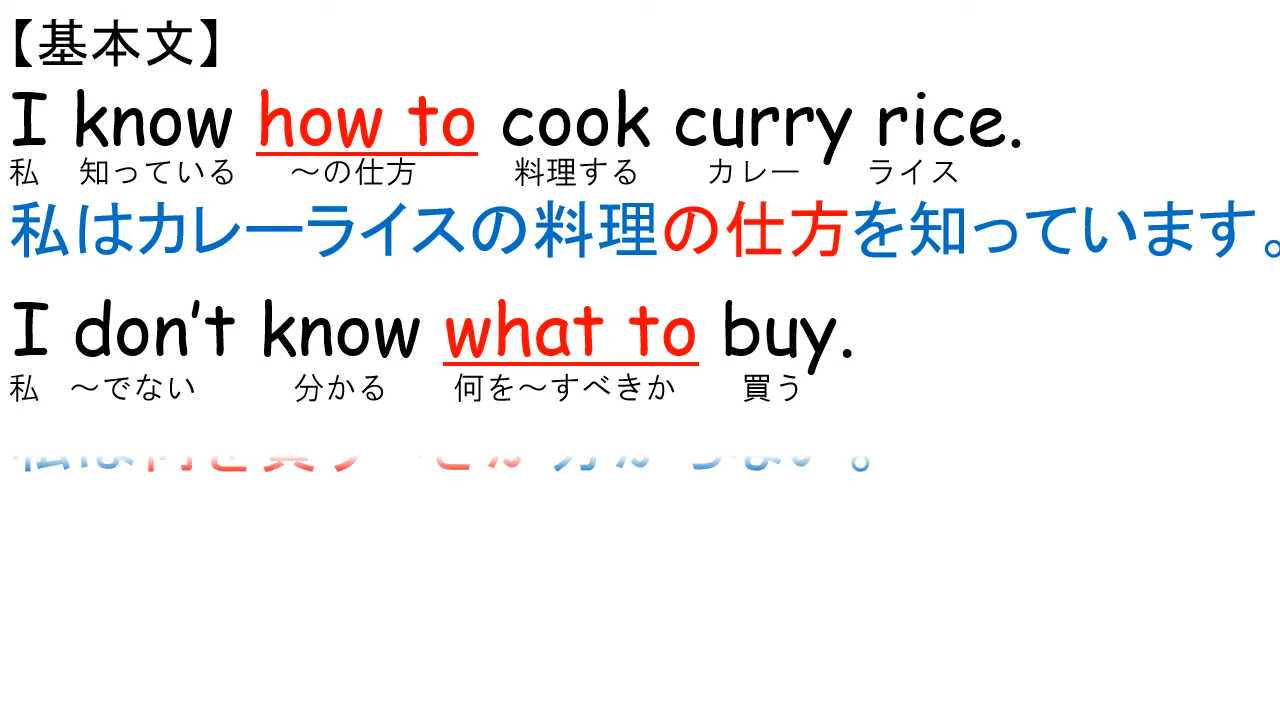 【基本文】
I know how to cook curry rice.
私 知っている ～の仕方 料理する カレー ライス
私はカレーライスの料理の仕方を知っています。
I don't know what to buy.
私 ～でない 分かる 何を～すべきか 買う